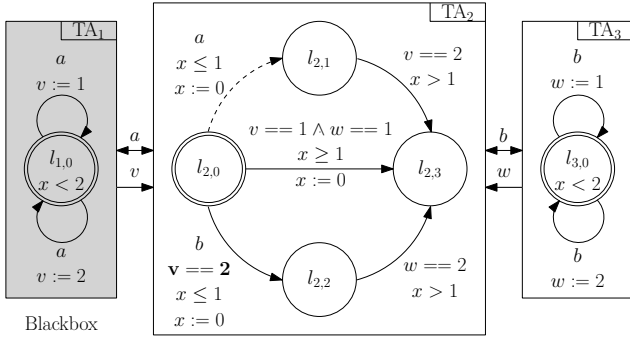 TA₁
a
v := 1
l₁,₀
x < 2
a
v := 2
Blackbox
a
v
TA₂
a
x ≤ 1
x := 0
l₂,₁
v == 2
x > 1
l₂,₀
v == 1 ∧ w == 1
x ≥ 1
x := 0
l₂,₃
b
v == 2
x ≤ 1
x := 0
l₂,₂
w == 2
x > 1
b
w
TA₃
b
w := 1
l₃,₀
x < 2
b
w := 2